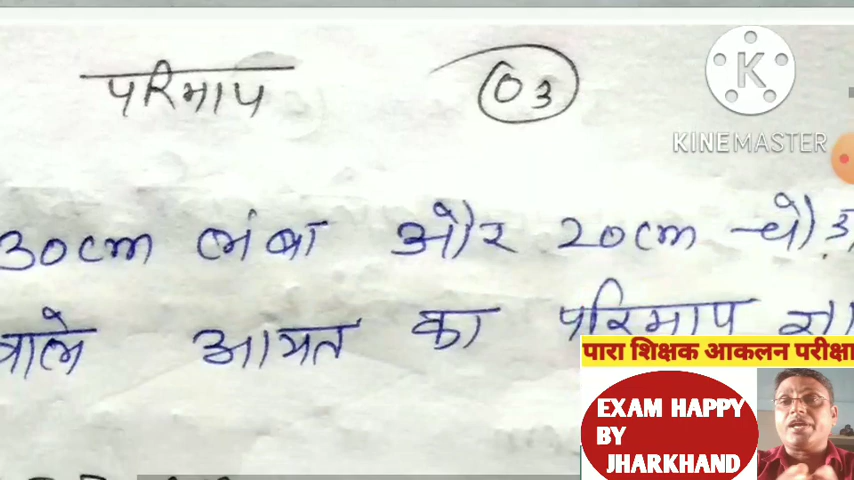 परिमाप 03
KINEMASTER
30cm लंबा और 20cm चौड़ा
वाले आयत का परिमाप
पारा शिक्षक आकलन परीक्षा
EXAM HAPPY
BY
JHARKHAND